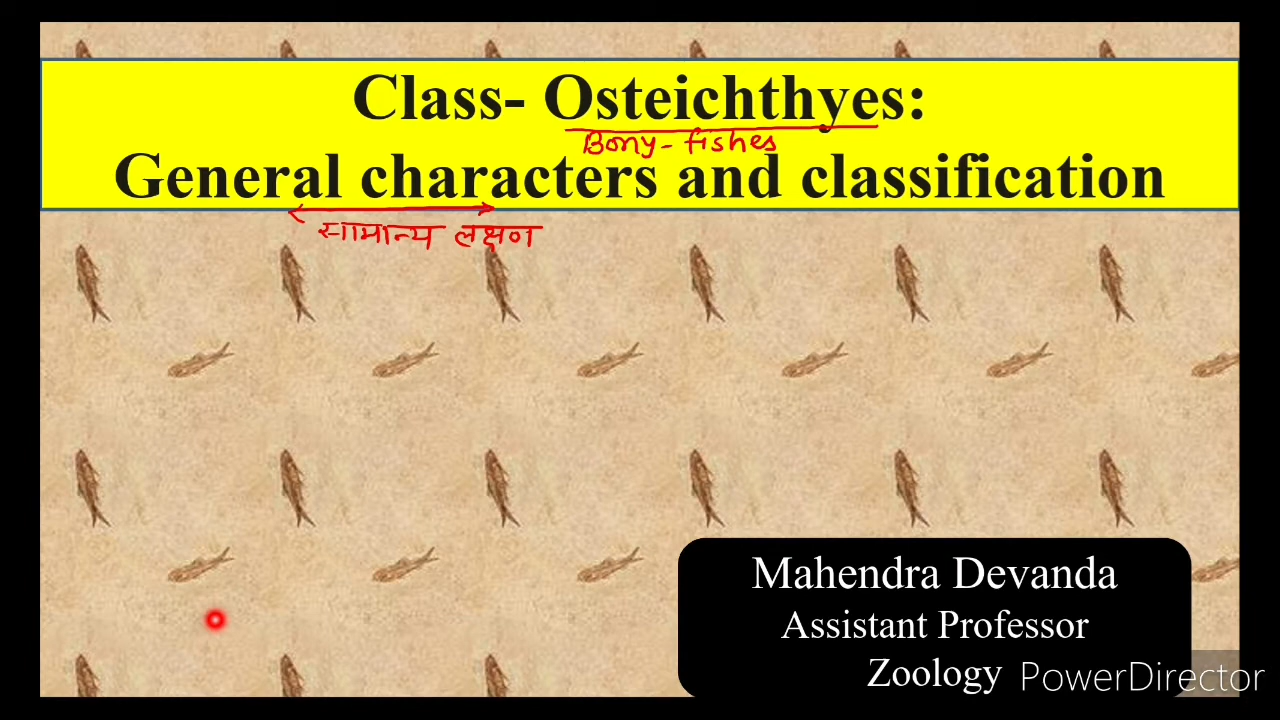 Class- Osteichthyes:
Bony-fishes
General characters and classification
सामान्य लक्षण
Mahendra Devanda
Assistant Professor
Zoology
PowerDirector